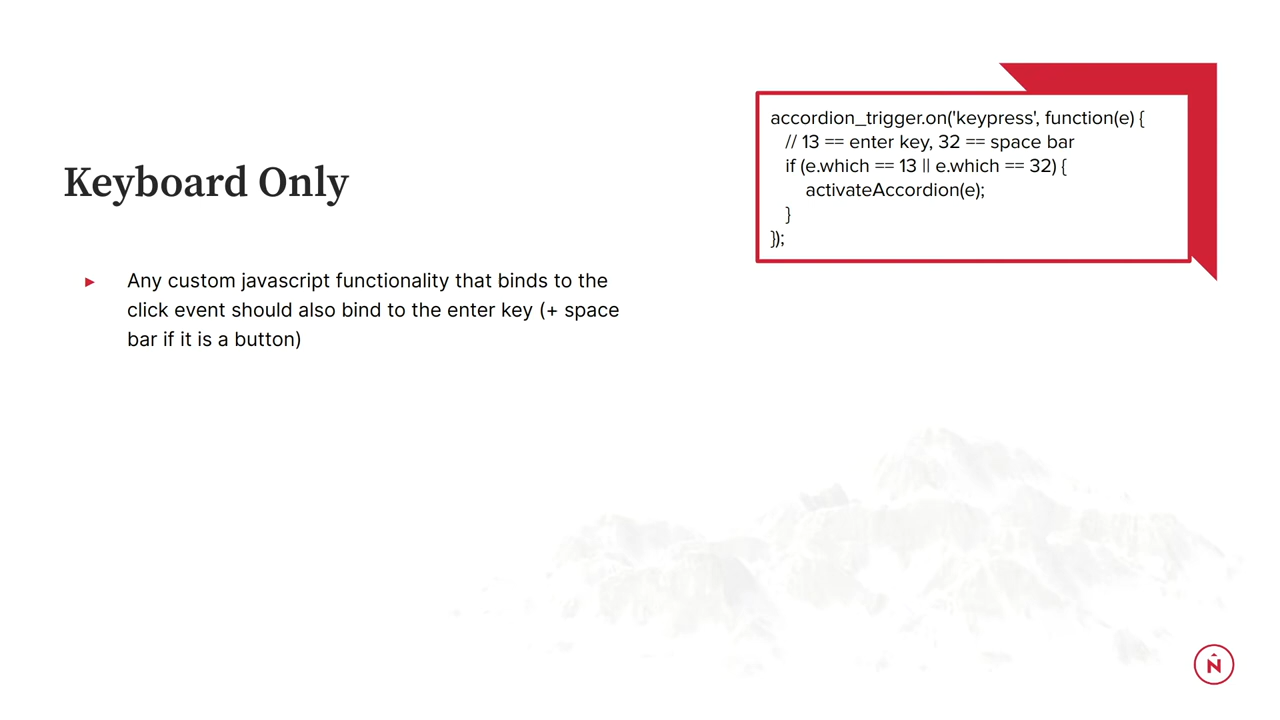 Keyboard Only
Any custom javascript functionality that binds to the
click event should also bind to the enter key (+ space
bar if it is a button)
accordion_trigger.on('keypress', function(e) {
// 13 == enter key, 32 == space bar
if (e.which == 13 || e.which == 32) {
activateAccordion(e);
}
});
N